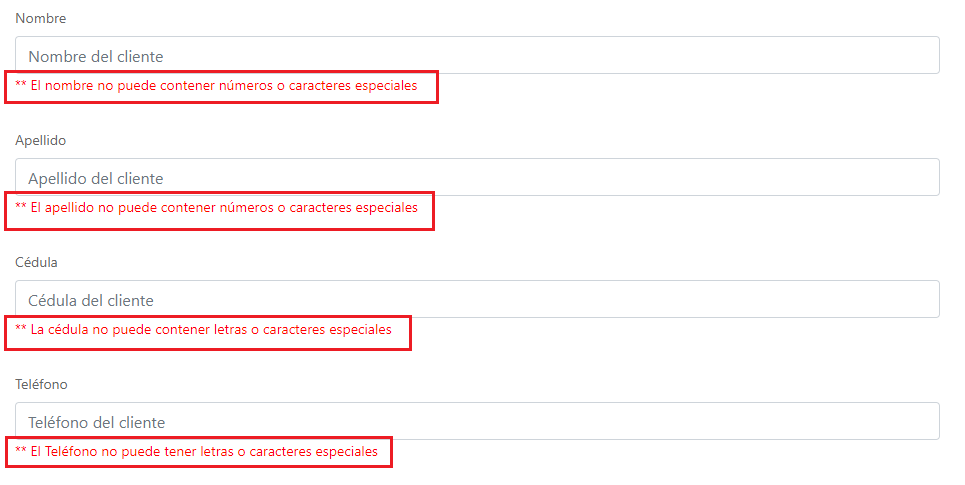 Nombre
Nombre del cliente
** El nombre no puede contener números o caracteres especiales
Apellido
Apellido del cliente
** El apellido no puede contener números o caracteres especiales
Cédula
Cédula del cliente
** La cédula no puede contener letras o caracteres especiales
Teléfono
Teléfono del cliente
** El Teléfono no puede tener letras o caracteres especiales